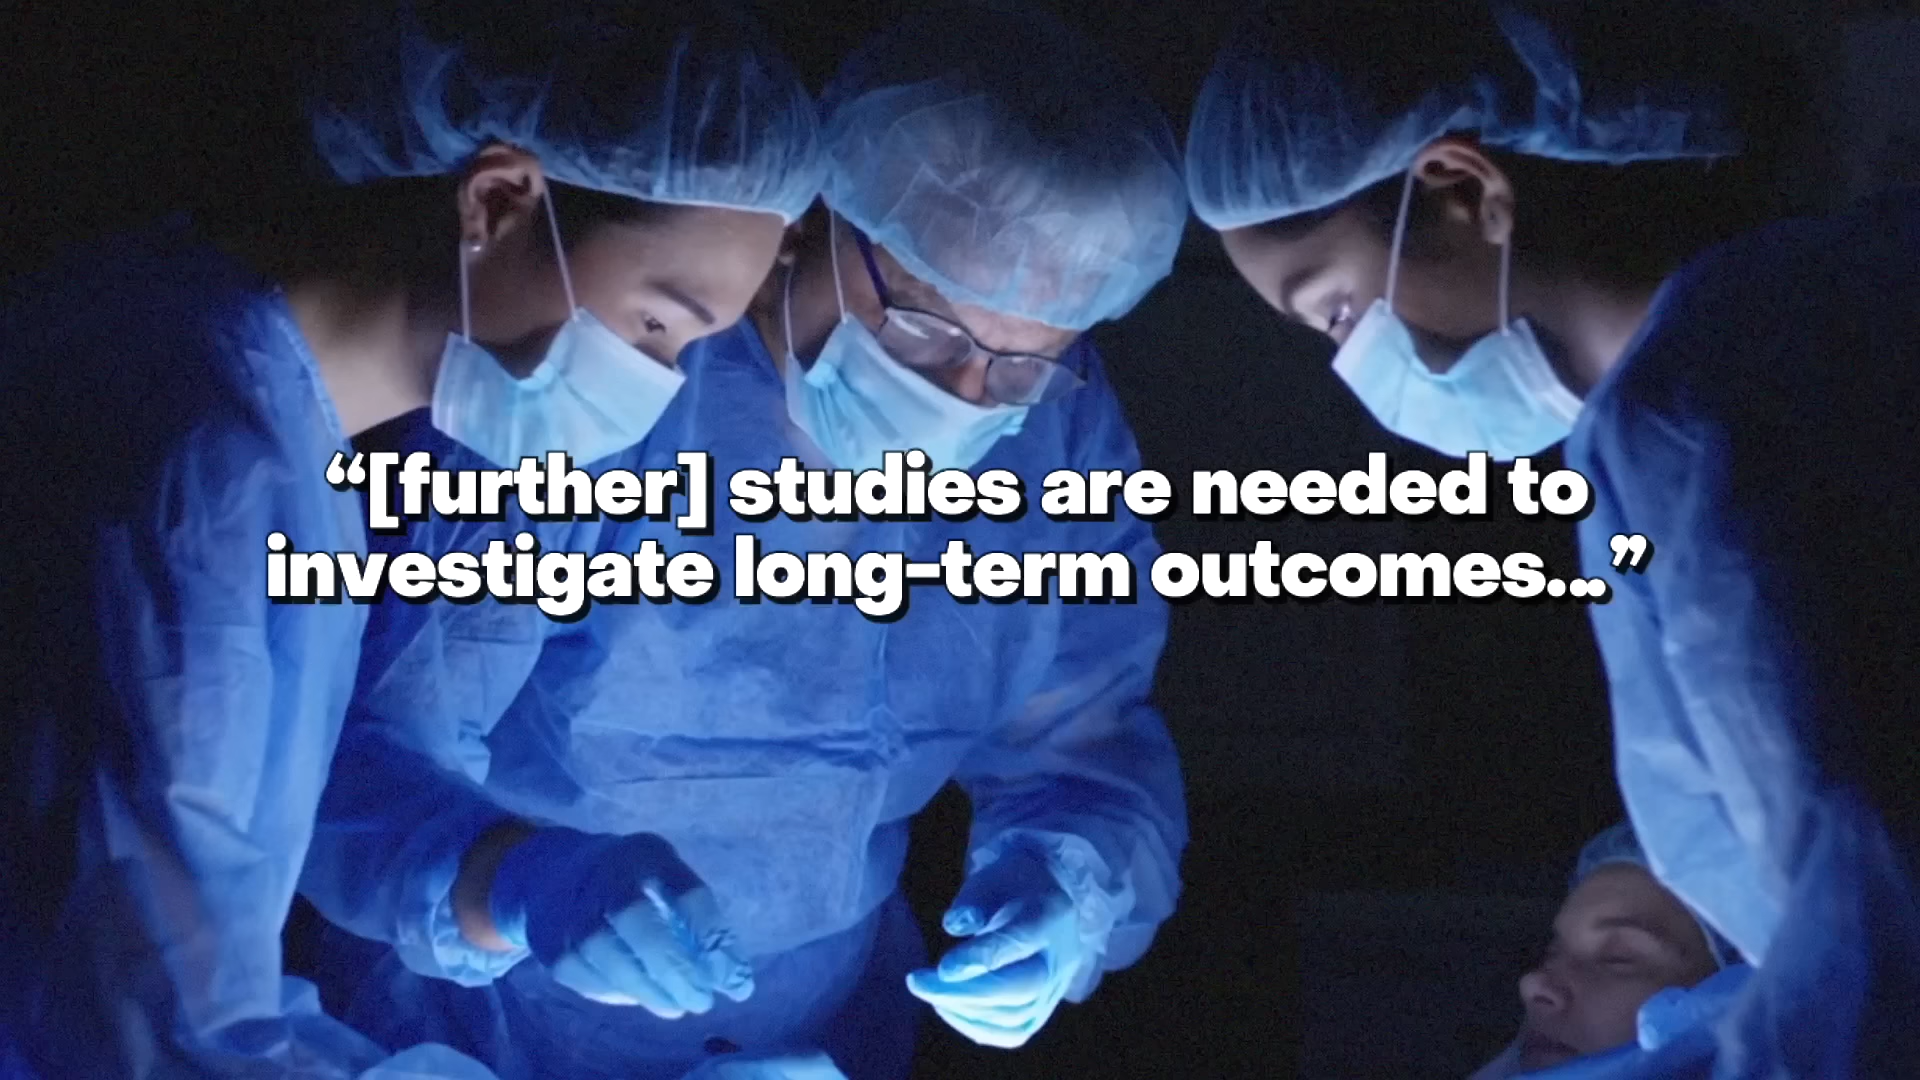 “[further] studies are needed to
investigate long-term outcomes...”